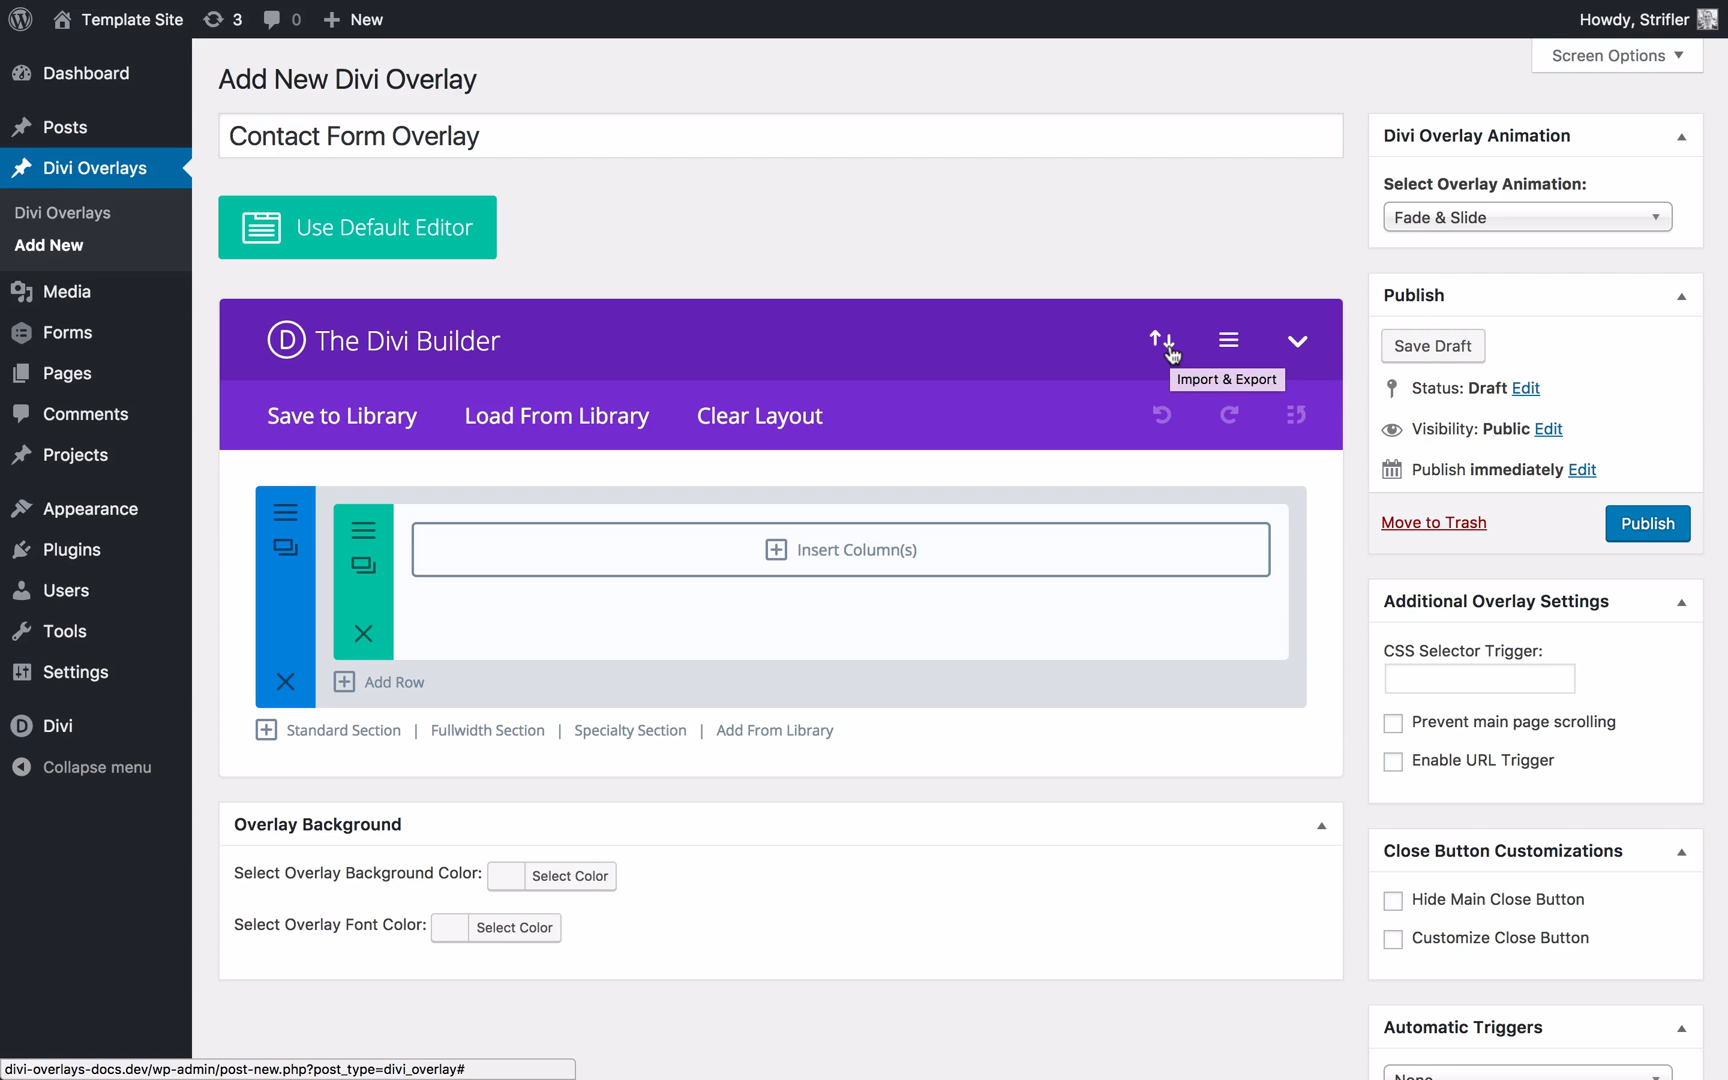 Template Site
3
0
New
Howdy, Strifler
Dashboard
Posts
Divi Overlays
Divi Overlays
Add New
Media
Forms
Pages
Comments
Projects
Appearance
Plugins
Users
Tools
Settings
Divi
Collapse menu
Screen Options
Add New Divi Overlay
Contact Form Overlay
Use Default Editor
D The Divi Builder
Import & Export
Save to Library
Load From Library
Clear Layout
Insert Column(s)
Add Row
Standard Section | Fullwidth Section | Specialty Section | Add From Library
Overlay Background
Select Overlay Background Color: Select Color
Select Overlay Font Color: Select Color
Divi Overlay Animation
Select Overlay Animation:
Fade & Slide
Publish
Save Draft
Status: Draft Edit
Visibility: Public Edit
Publish immediately Edit
Move to Trash
Publish
Additional Overlay Settings
CSS Selector Trigger:
Prevent main page scrolling
Enable URL Trigger
Close Button Customizations
Hide Main Close Button
Customize Close Button
Automatic Triggers
None
divi-overlays-docs.dev/wp-admin/post-new.php?post_type=divi_overlay#